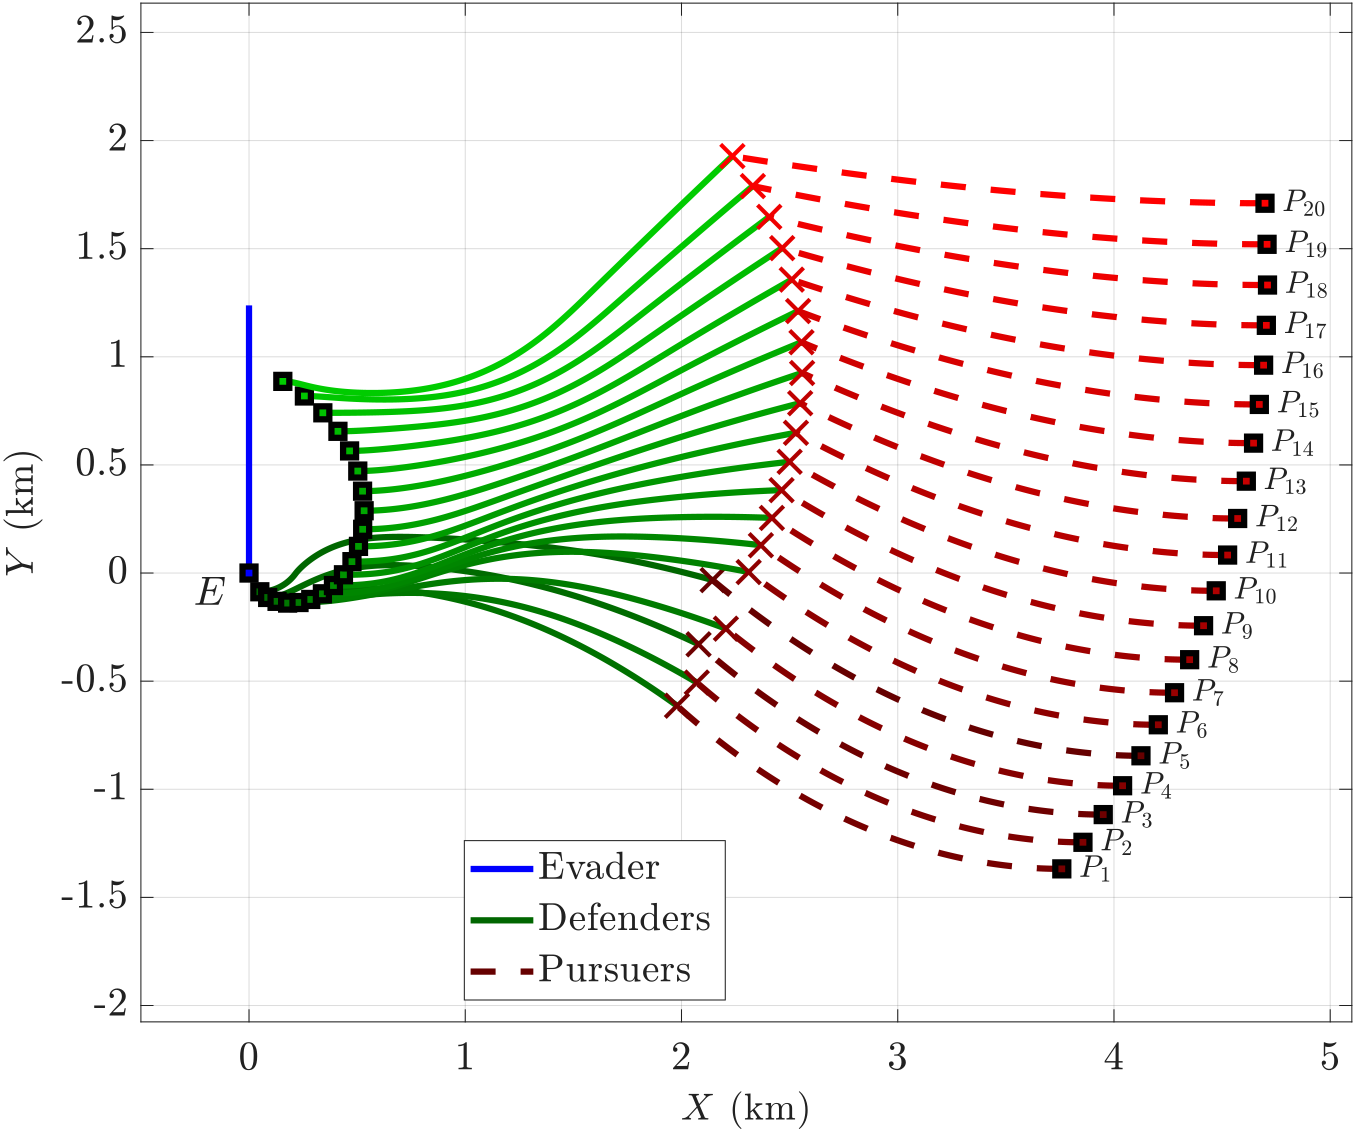 2.5
2
1.5
1
0.5
0
-0.5
-1
-1.5
-2
Y (km)
E
P₂₀
P₁₉
P₁₈
P₁₇
P₁₆
P₁₅
P₁₄
P₁₃
P₁₂
P₁₁
P₁₀
P₉
P₈
P₇
P₆
P₅
P₄
P₃
P₂
P₁
Evader
Defenders
Pursuers
0 1 2 3 4 5
X (km)